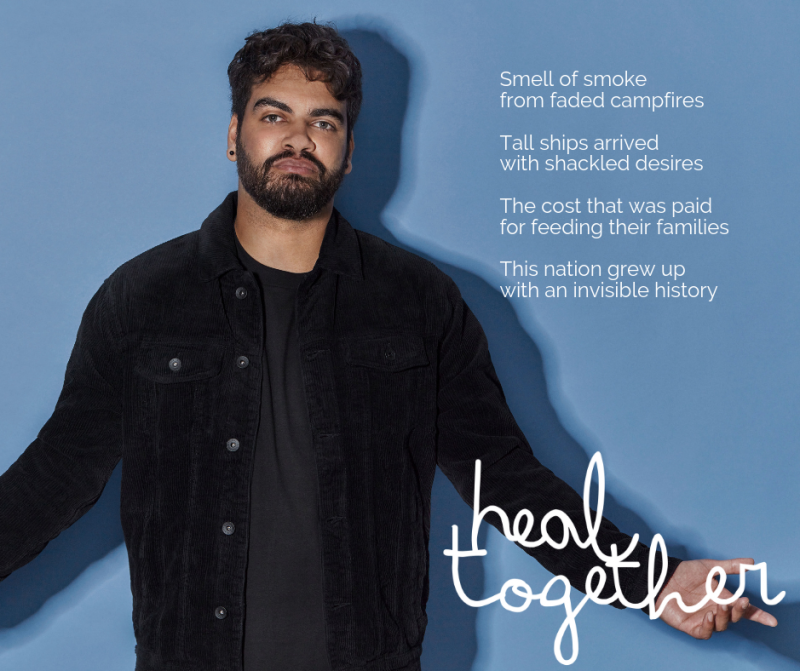 Smell of smoke
from faded campfires
Tall ships arrived
with shackled desires
The cost that was paid
for feeding their families
This nation grew up
with an invisible history
heal
together